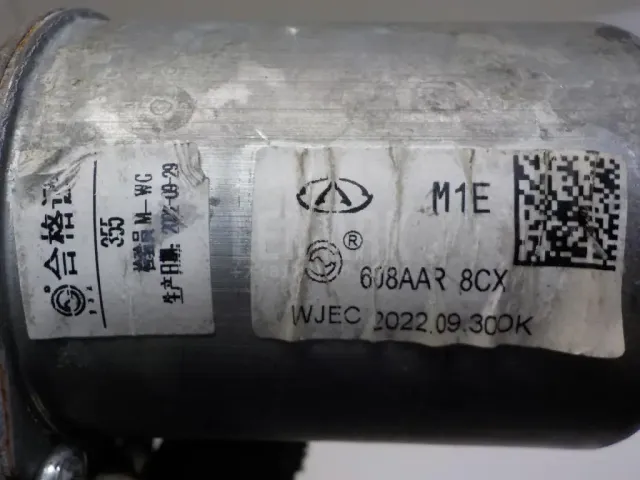 合格证
355
检验员 M-WG
生产日期: 2022-09-29
M1E
®
608AAR 8CX
WJEC 2022.09.30OK